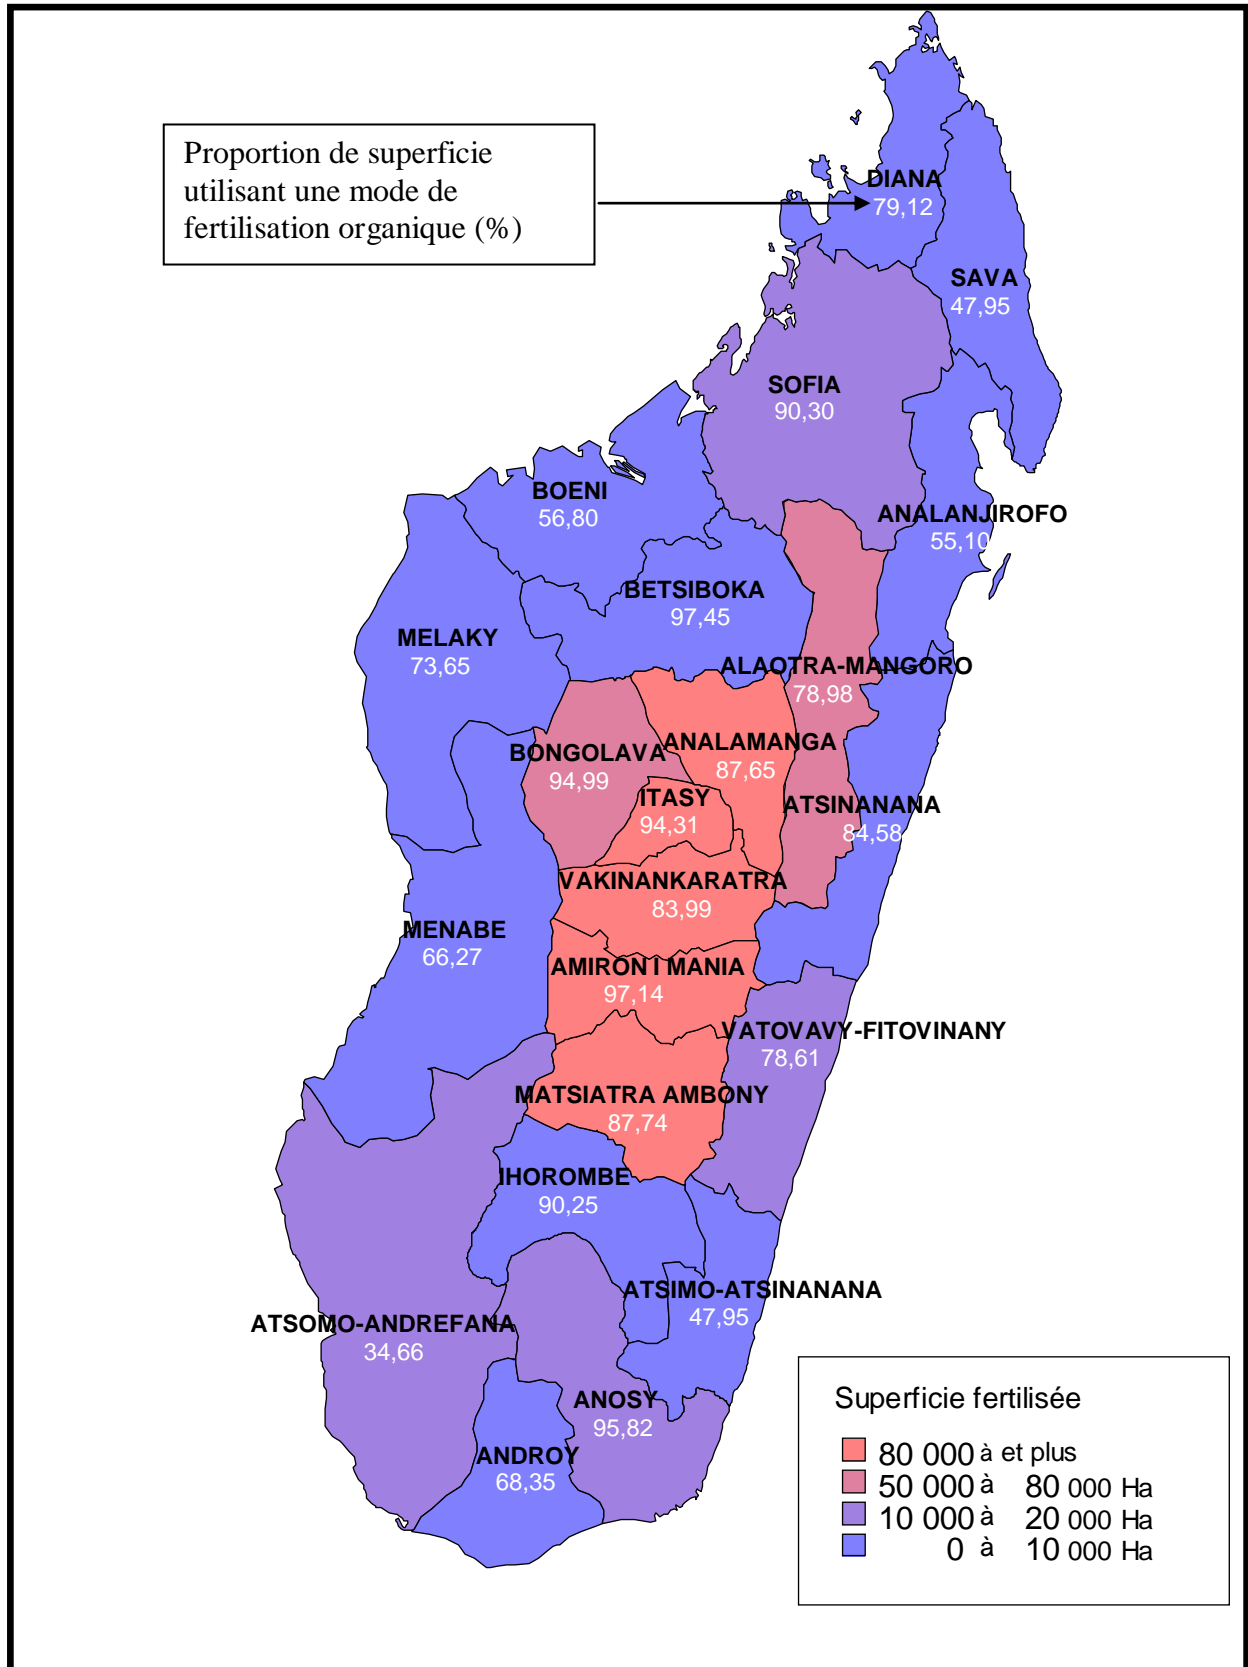 Proportion de superficie
utilisant une mode de
fertilisation organique (%)
DIANA
79,12
SAVA
47,95
SOFIA
90,30
BOENI
56,80
ANALANJIROFO
55,10
BETSIBOKA
97,45
MELAKY
73,65
ALAOTRA-MANGORO
78,98
BONGOLAVA
94,99
ANALAMANGA
87,65
ITASY
94,31
ATSINANANA
84,58
VAKINANKARATRA
83,99
MENABE
66,27
AMIRON I MANIA
97,14
VATOVAVY-FITOVINANY
78,61
MATSIATRA AMBONY
87,74
IHOROMBE
90,25
ATSIMO-ATSINANANA
47,95
ATSOMO-ANDREFANA
34,66
ANOSY
95,82
ANDROY
68,35
Superficie fertilisée
80 000 à et plus
50 000 à 80 000 Ha
10 000 à 20 000 Ha
0 à 10 000 Ha